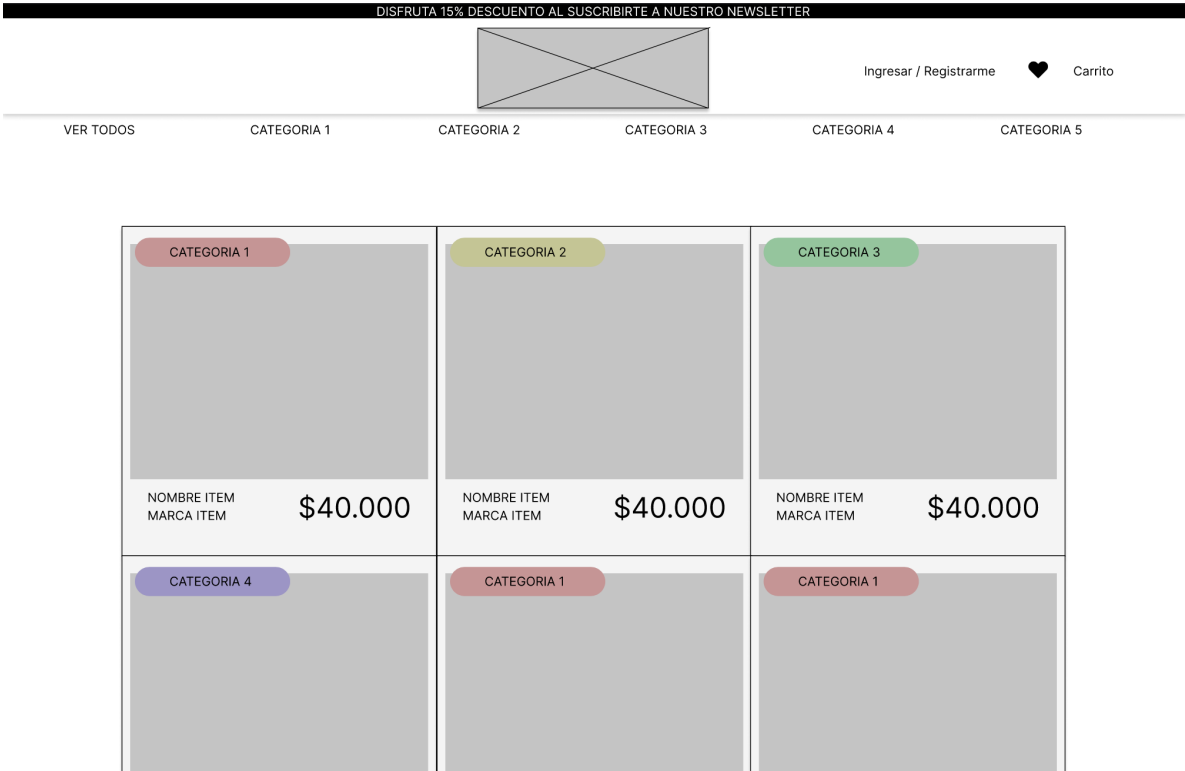 DISFRUTA 15% DESCUENTO AL SUSCRIBIRTE A NUESTRO NEWSLETTER
Ingresar / Registrarme
Carrito
VER TODOS
CATEGORIA 1
CATEGORIA 2
CATEGORIA 3
CATEGORIA 4
CATEGORIA 5
CATEGORIA 1
NOMBRE ITEM
MARCA ITEM
$40.000
CATEGORIA 2
NOMBRE ITEM
MARCA ITEM
$40.000
CATEGORIA 3
NOMBRE ITEM
MARCA ITEM
$40.000
CATEGORIA 4
CATEGORIA 1
CATEGORIA 1